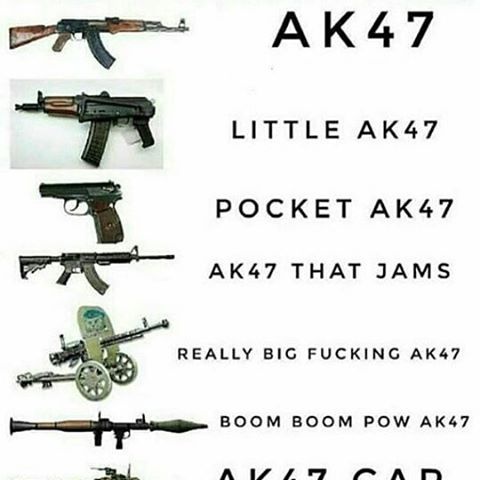 AK47
LITTLE AK47
POCKET AK47
AK47 THAT JAMS
REALLY BIG FUCKING AK47
BOOM BOOM POW AK47
AK47 CAR